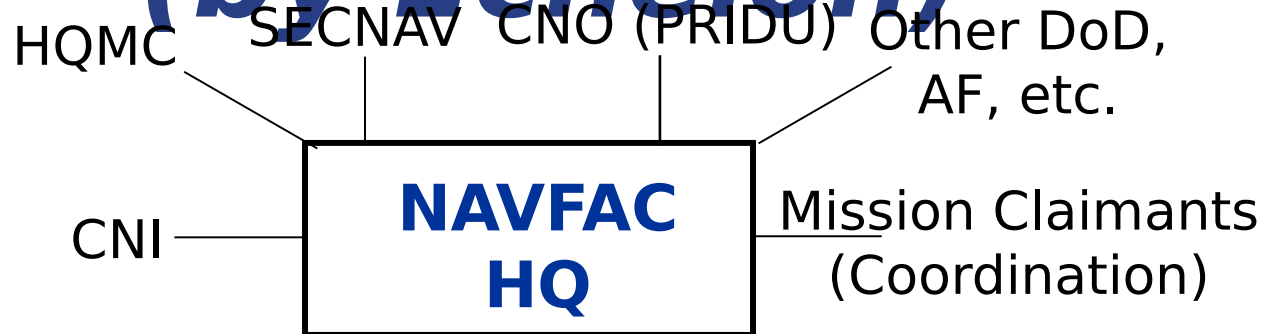 HQMC
SECNAV
CNO (PRIDU)
Other DoD,
AF, etc.
CNI
NAVFAC
HQ
Mission Claimants
(Coordination)